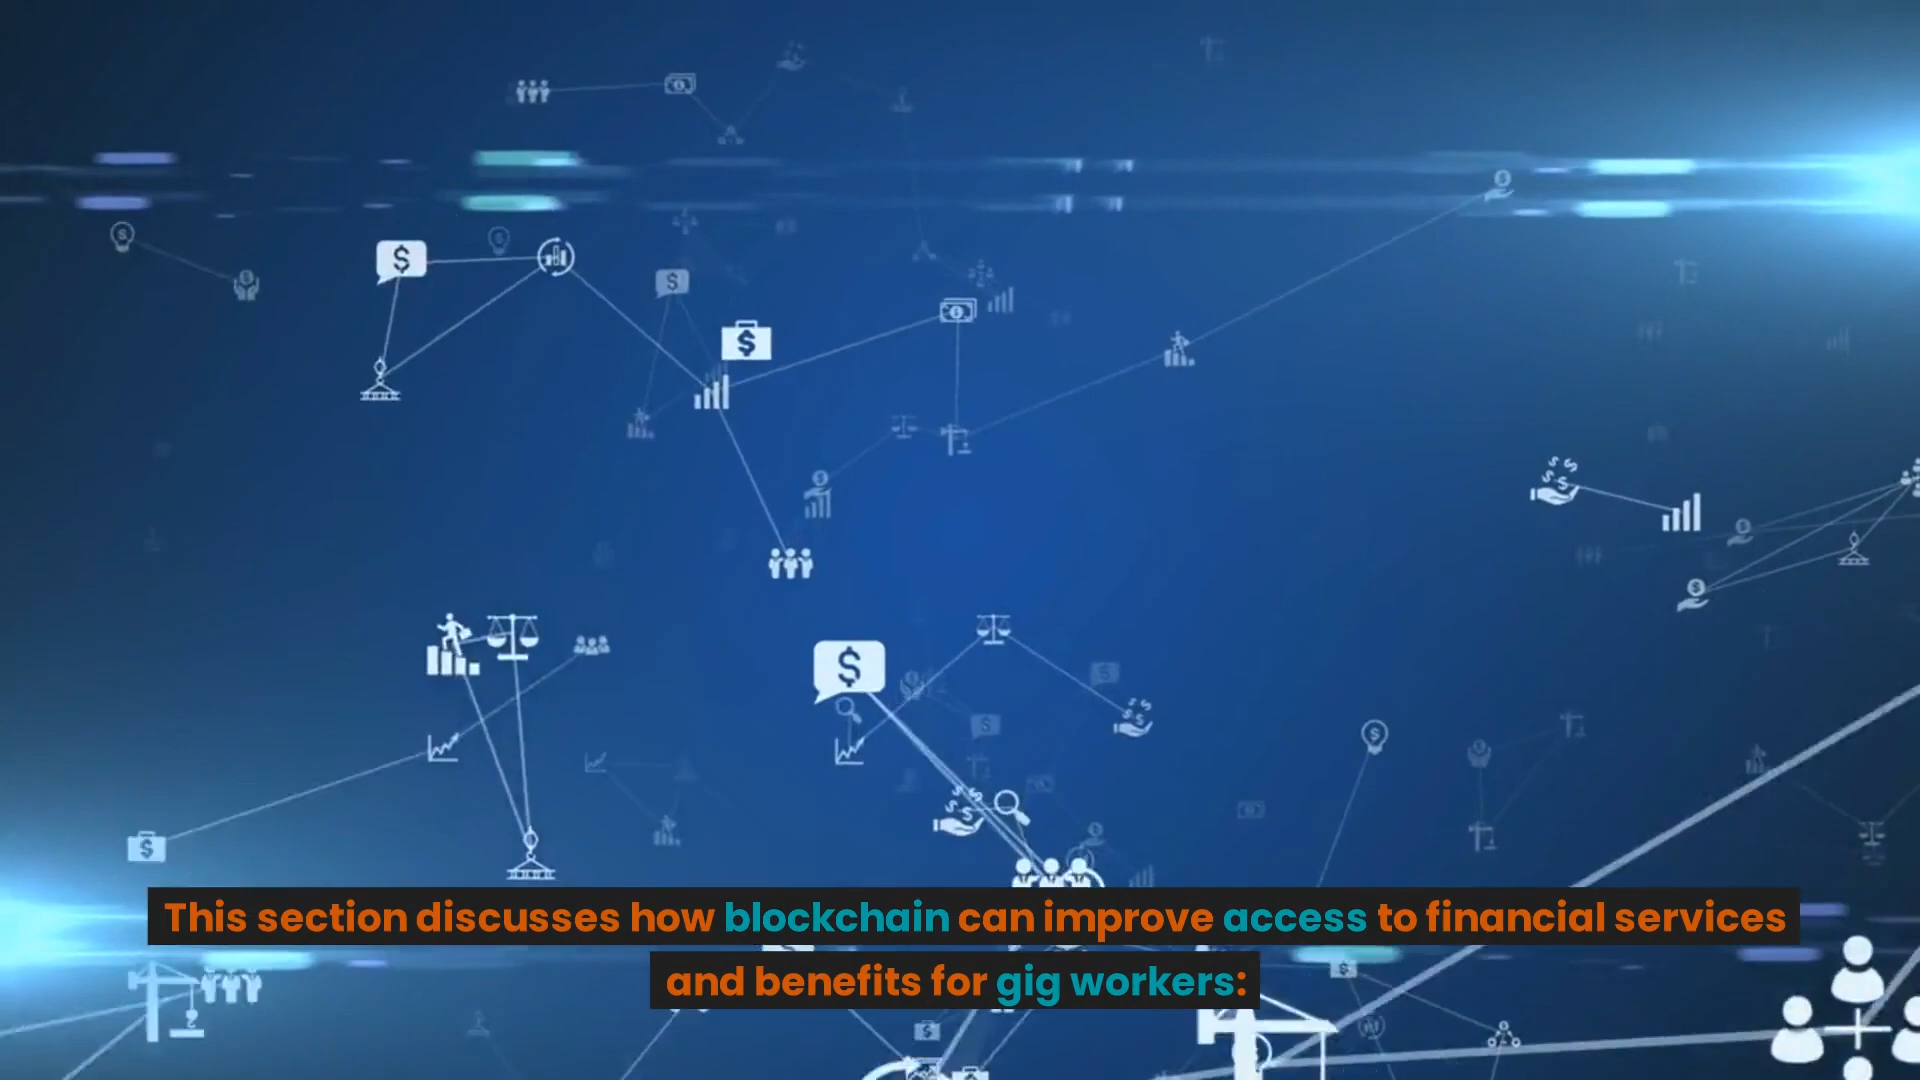 This section discusses how blockchain can improve access to financial services
and benefits for gig workers: